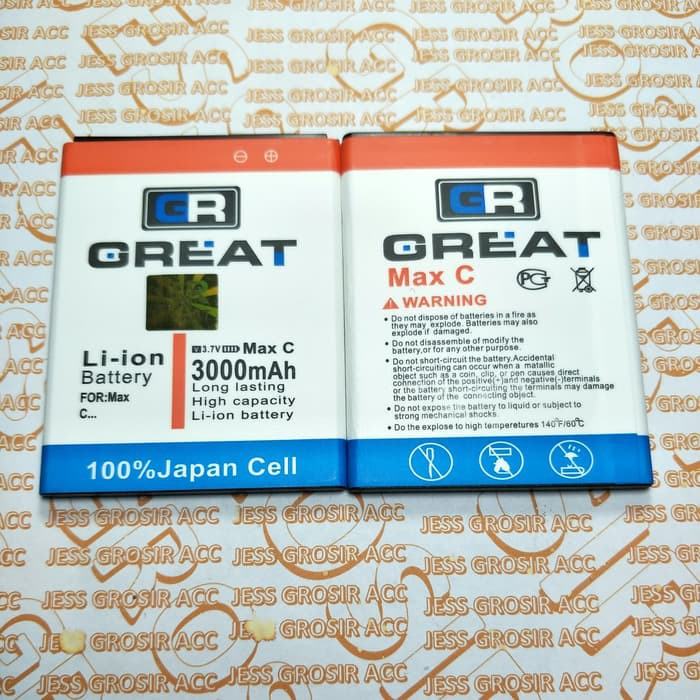 GR
GREAT
Li-ion
Battery
FOR:Max
C...
V 3.7V Max C
3000mAh
Long lasting
High capacity
Li-ion battery
100%Japan Cell
GR
GREAT
Max C
PC
WARNING
• Do not dispose of batteries in a fire as
they may explode. Batteries may also
explode if damaged.
• Do not disassemble of modify the
battery,or for any other purpose.
• Do not short-circuit the battery,Accidental
short-circuiting can occur when a matallic
object such as a coin, clip, or pen causes direct
connection of the positive(+)and negative(-)terminals
or the battery short-circuiting the terminals may damage
the battery of the connecting object.
• Do not expose the battery to liquid or subject to
strong mechanical shocks.
• Do the explode to high temperetures 140°F/60°C
JESS GROSIR ACC